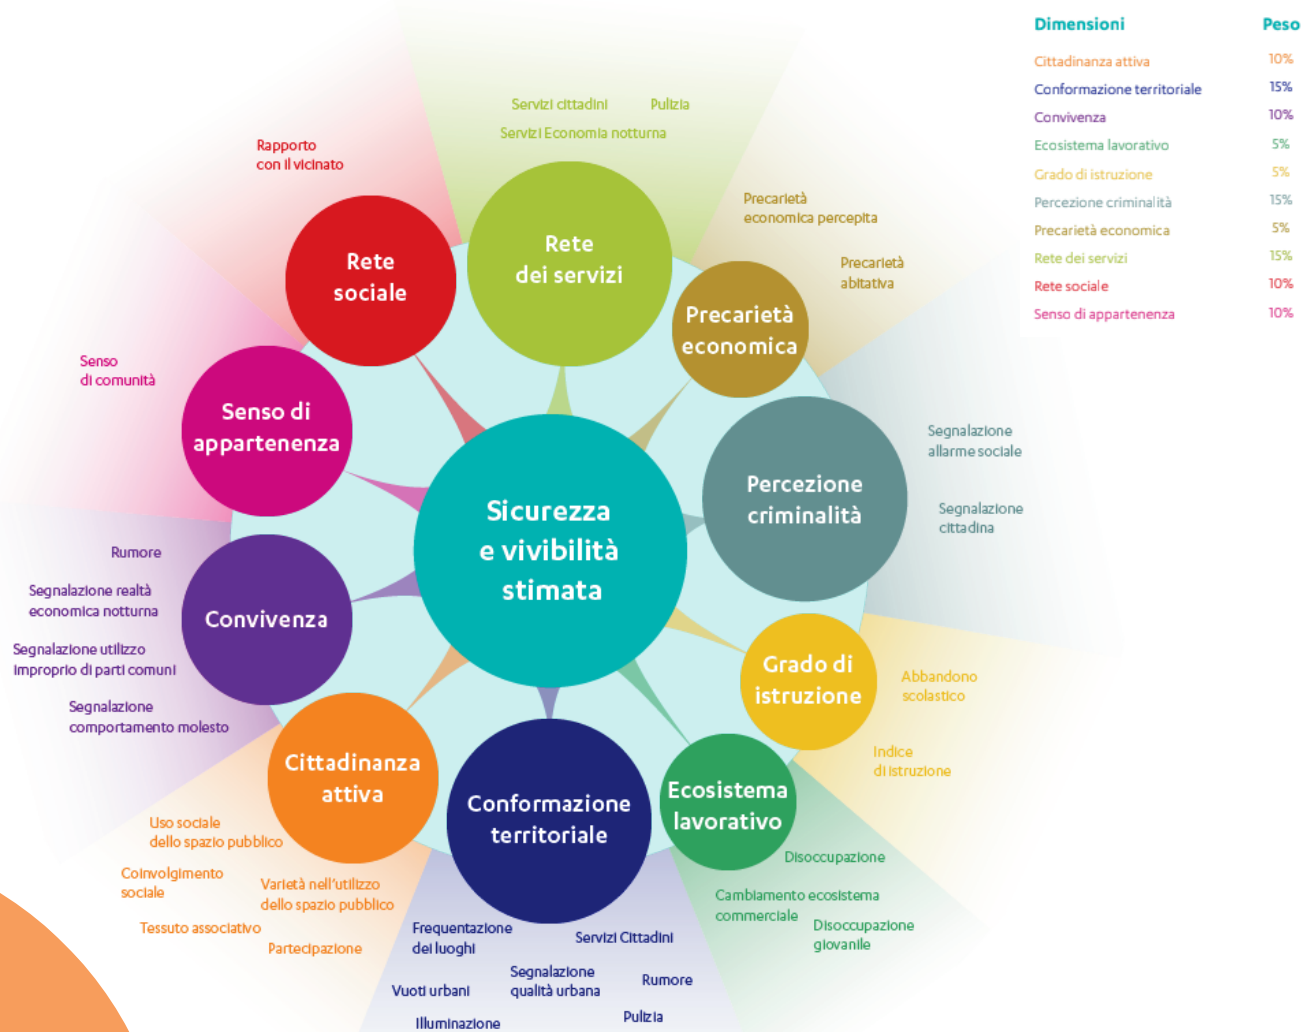 Dimensioni Peso
Cittadinanza attiva 10%
Conformazione territoriale 15%
Convivenza 10%
Ecosistema lavorativo 5%
Grado di istruzione 5%
Percezione criminalità 15%
Precarietà economica 5%
Rete dei servizi 15%
Rete sociale 10%
Senso di appartenenza 10%
Servizi cittadini
Pulizia
Servizi Economia notturna
Rete
dei servizi
Precarietà
economica percepita
Precarietà
abitativa
Precarietà
economica
Segnalazione
allarme sociale
Segnalazione
cittadina
Percezione
criminalità
Abbandono
scolastico
Indice
di istruzione
Grado di
istruzione
Ecosistema
lavorativo
Disoccupazione
Cambiamento ecosistema
commerciale
Disoccupazione
giovanile
Conformazione
territoriale
Frequentazione
dei luoghi
Servizi Cittadini
Segnalazione
qualità urbana
Rumore
Vuoti urbani
Pulizia
Illuminazione
Cittadinanza
attiva
Uso sociale
dello spazio pubblico
Coinvolgimento
sociale
Varietà nell'utilizzo
dello spazio pubblico
Tessuto associativo
Partecipazione
Convivenza
Rumore
Segnalazione realtà
economica notturna
Segnalazione utilizzo
improprio di parti comuni
Segnalazione
comportamento molesto
Senso di
appartenenza
Senso
di comunità
Rete
sociale
Rapporto
con il vicinato
Sicurezza
e vivibilità
stimata